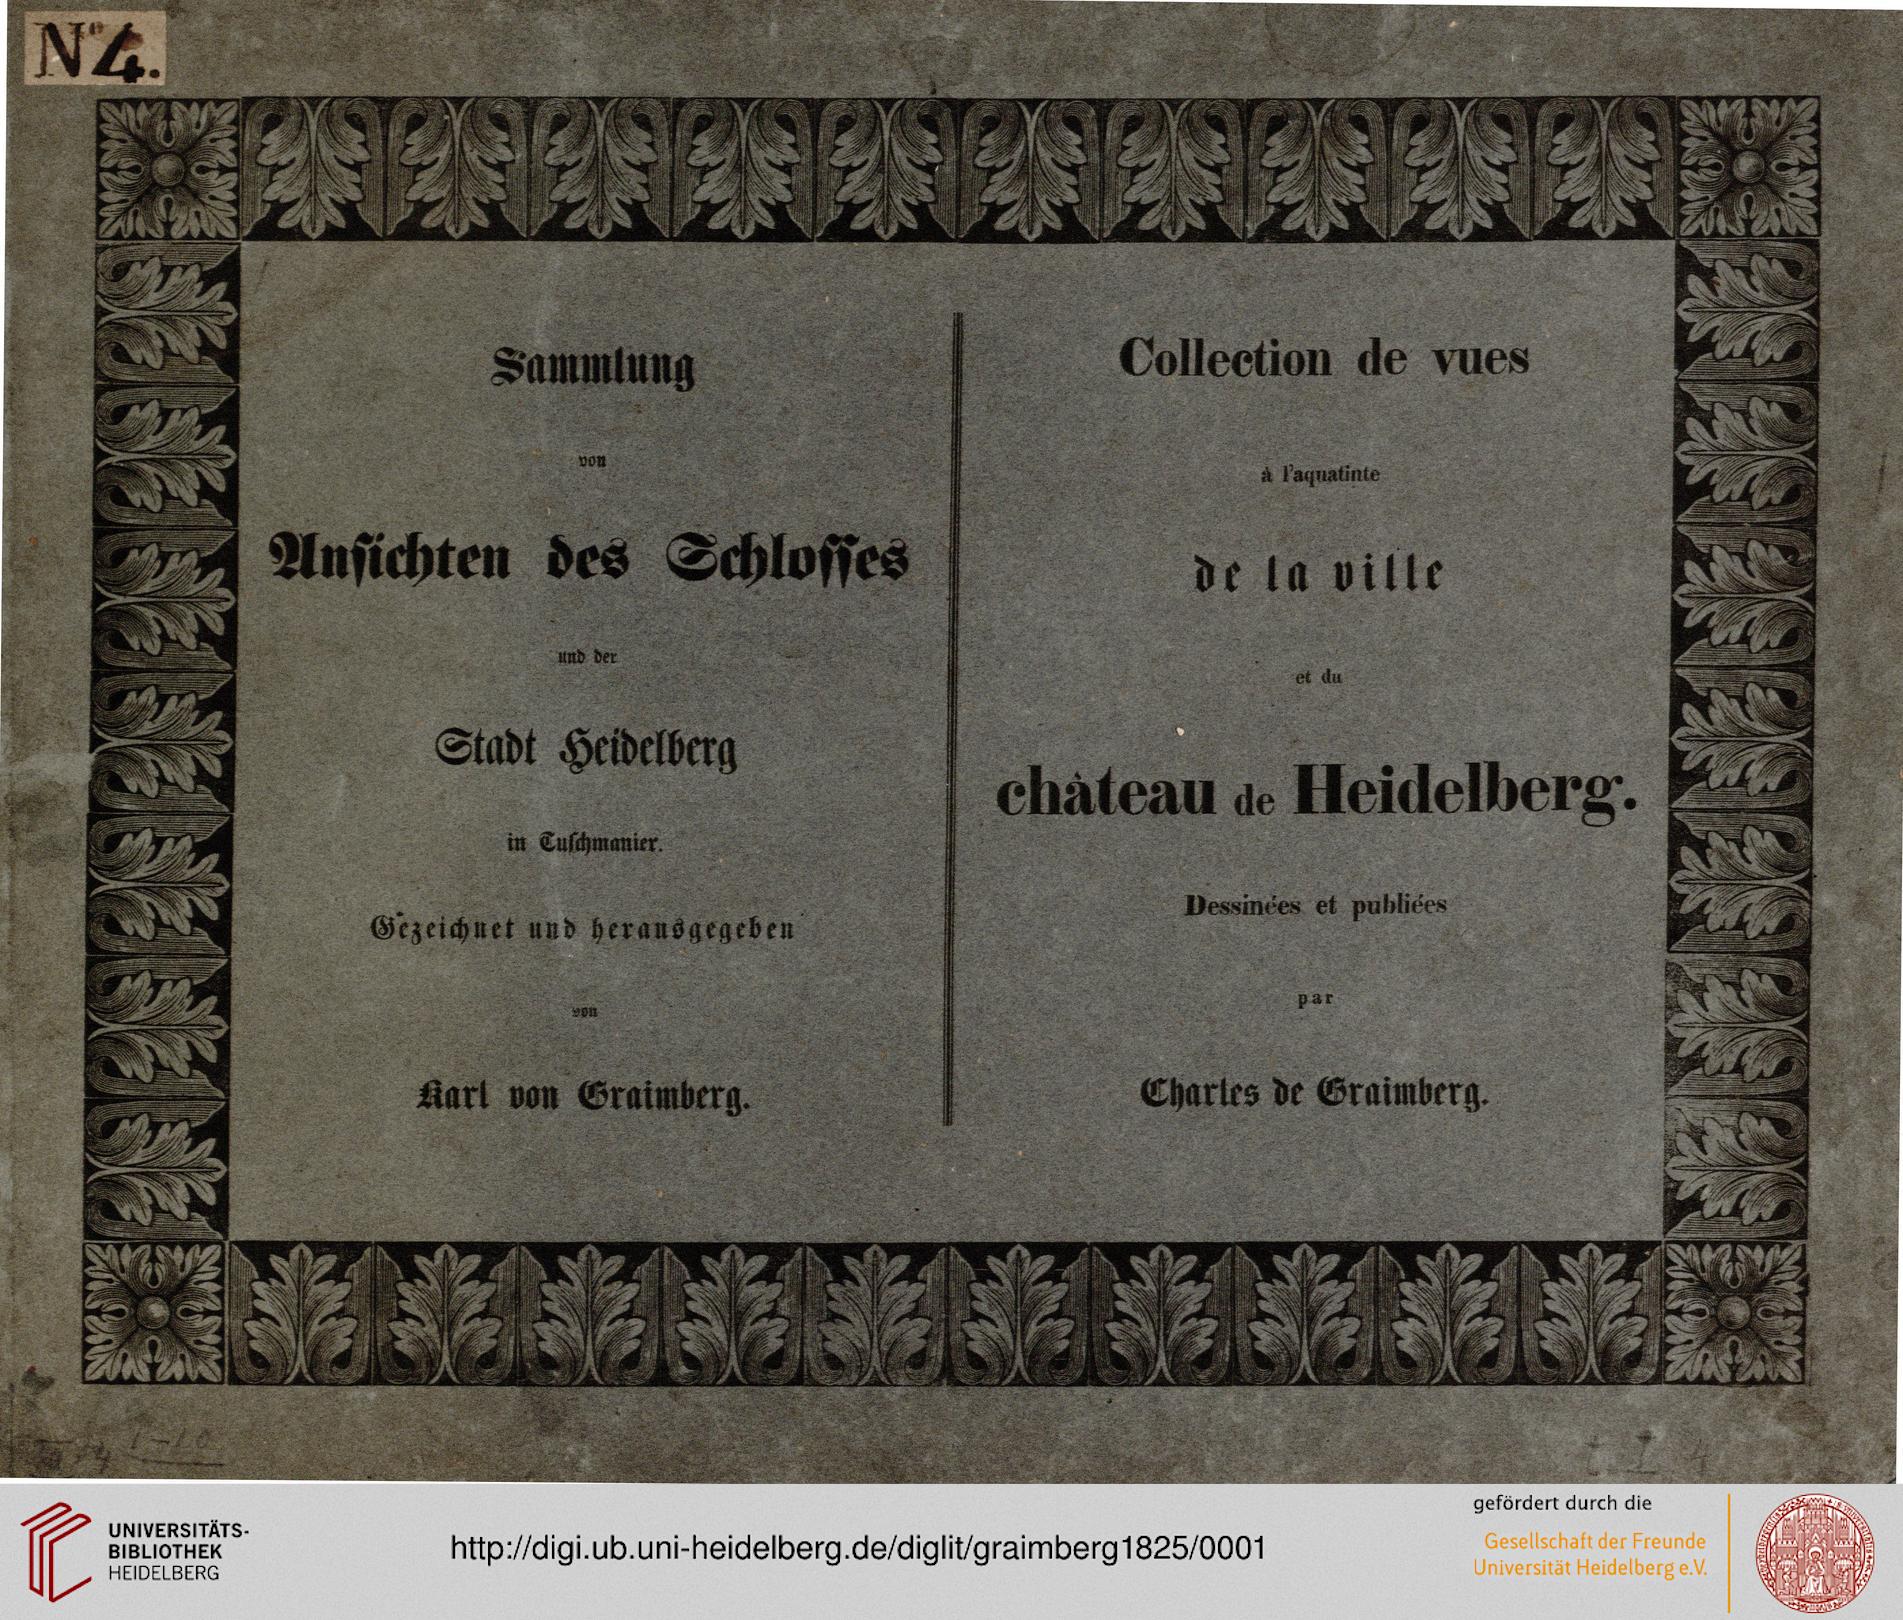 No 4.
Sammlung
von
Anſichten des Schloſſes
und der
Stadt Heidelberg
in Tuſchmanier.
Gezeichnet und herausgegeben
von
Karl von Graimberg.
Collection de vues
à l'aquatinte
de la ville
et du
château de Heidelberg.
Dessinées et publiées
par
Charles de Graimberg.
1-10
UNIVERSITÄTS-
BIBLIOTHEK
HEIDELBERG
http://digi.ub.uni-heidelberg.de/diglit/graimberg1825/0001
gefördert durch die
Gesellschaft der Freunde
Universität Heidelberg e.V.